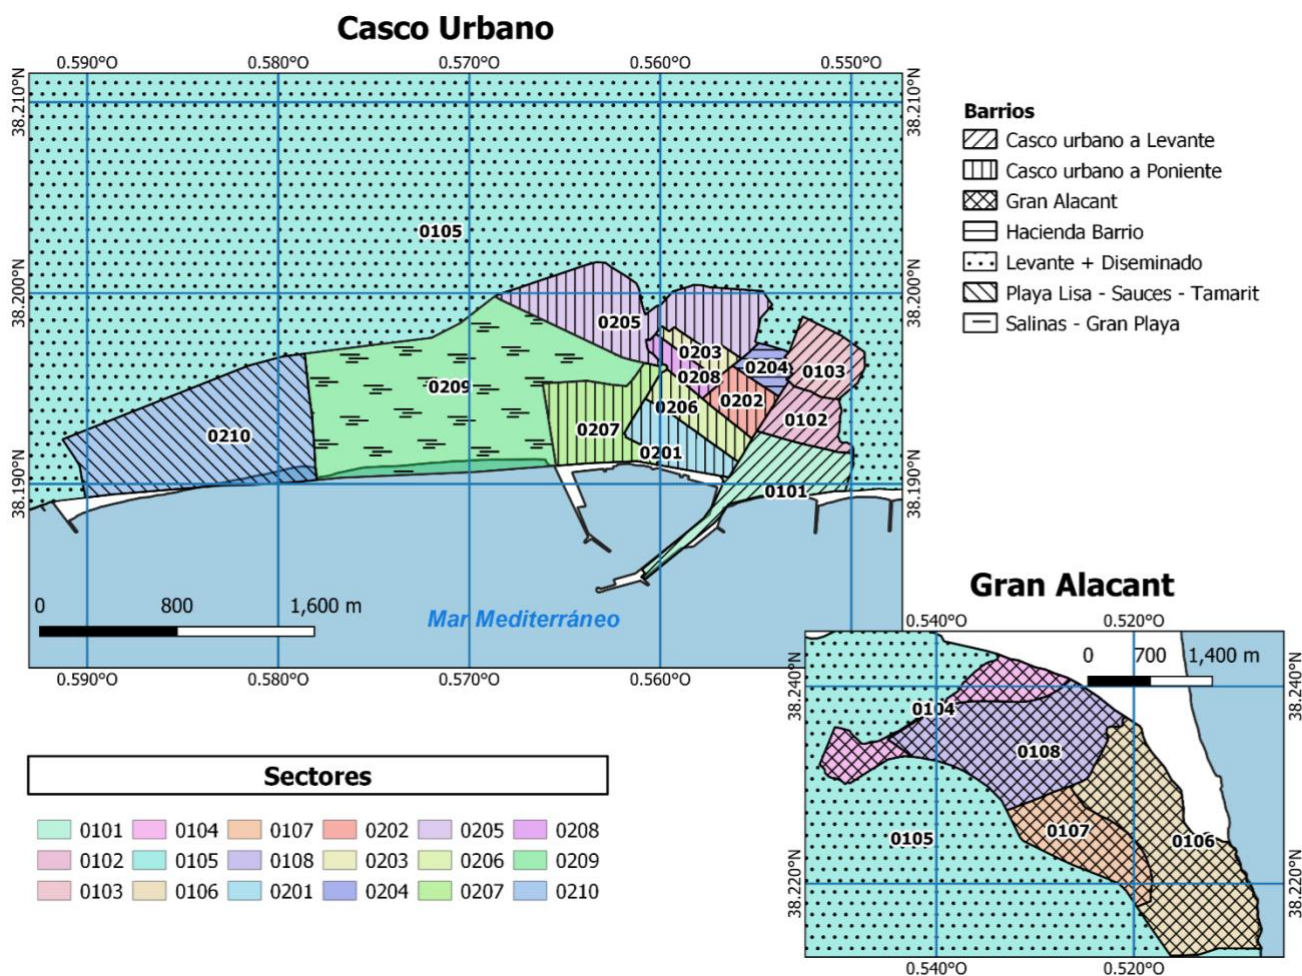 Casco Urbano
0.590°O 0.580°O 0.570°O 0.560°O 0.550°O
38.210°N 38.210°N
38.200°N 38.200°N
38.190°N 38.190°N
0105
0205
0203
0204
0103
0208
0209
0202
0206
0102
0207
0210
0201
0101
0 800 1,600 m
Mar Mediterráneo
0.590°O 0.580°O 0.570°O 0.560°O
Barrios
Casco urbano a Levante
Casco urbano a Poniente
Gran Alacant
Hacienda Barrio
Levante + Diseminado
Playa Lisa - Sauces - Tamarit
Salinas - Gran Playa
Gran Alacant
0.540°O 0.520°O
0 700 1,400 m
38.240°N 38.240°N
0104
0108
0107
0105
0106
38.220°N 38.220°N
0.540°O 0.520°O
Sectores
0101 0104 0107 0202 0205 0208
0102 0105 0108 0203 0206 0209
0103 0106 0201 0204 0207 0210